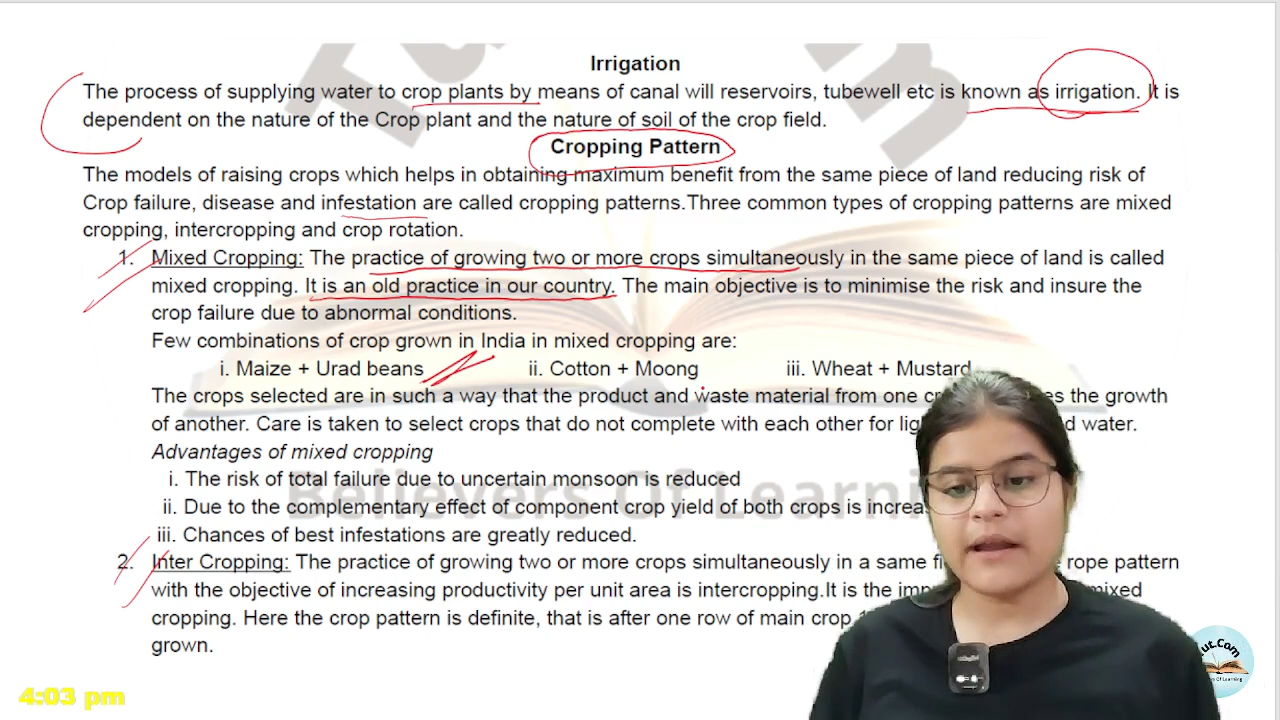 Irrigation
The process of supplying water to crop plants by means of canal will reservoirs, tubewell etc is known as irrigation. It is
dependent on the nature of the Crop plant and the nature of soil of the crop field.
Cropping Pattern
The models of raising crops which helps in obtaining maximum benefit from the same piece of land reducing risk of
Crop failure, disease and infestation are called cropping patterns.Three common types of cropping patterns are mixed
cropping, intercropping and crop rotation.
1. Mixed Cropping: The practice of growing two or more crops simultaneously in the same piece of land is called
mixed cropping. It is an old practice in our country. The main objective is to minimise the risk and insure the
crop failure due to abnormal conditions.
Few combinations of crop grown in India in mixed cropping are:
i. Maize + Urad beans ii. Cotton + Moong iii. Wheat + Mustard
The crops selected are in such a way that the product and waste material from one the growth
of another. Care is taken to select crops that do not complete with each other for water.
Advantages of mixed cropping
i. The risk of total failure due to uncertain monsoon is reduced
ii. Due to the complementary effect of component crop yield of both crops is
iii. Chances of best infestations are greatly reduced.
2. Inter Cropping: The practice of growing two or more crops simultaneously in a same rope pattern
with the objective of increasing productivity per unit area is intercropping.It is the mixed
cropping. Here the crop pattern is definite, that is after one row of main crop
grown.
Believers Of Learning
4:03 pm